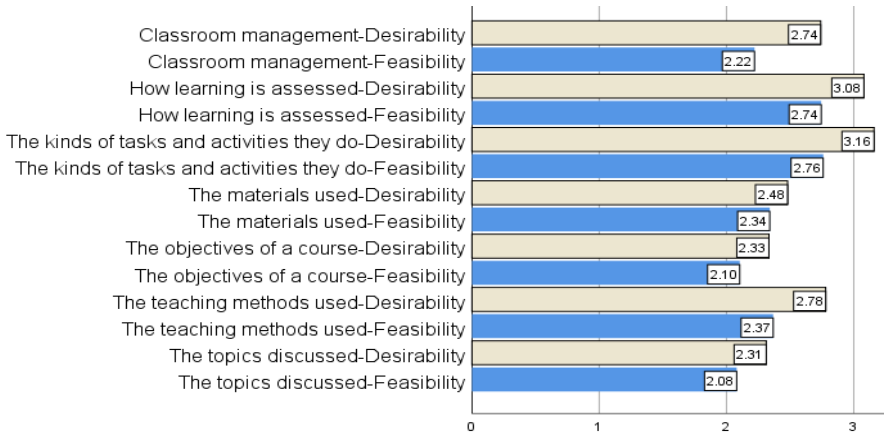 Classroom management-Desirability 2.74
Classroom management-Feasibility 2.22
How learning is assessed-Desirability 3.08
How learning is assessed-Feasibility 2.74
The kinds of tasks and activities they do-Desirability 3.16
The kinds of tasks and activities they do-Feasibility 2.76
The materials used-Desirability 2.48
The materials used-Feasibility 2.34
The objectives of a course-Desirability 2.33
The objectives of a course-Feasibility 2.10
The teaching methods used-Desirability 2.78
The teaching methods used-Feasibility 2.37
The topics discussed-Desirability 2.31
The topics discussed-Feasibility 2.08
0 1 2 3